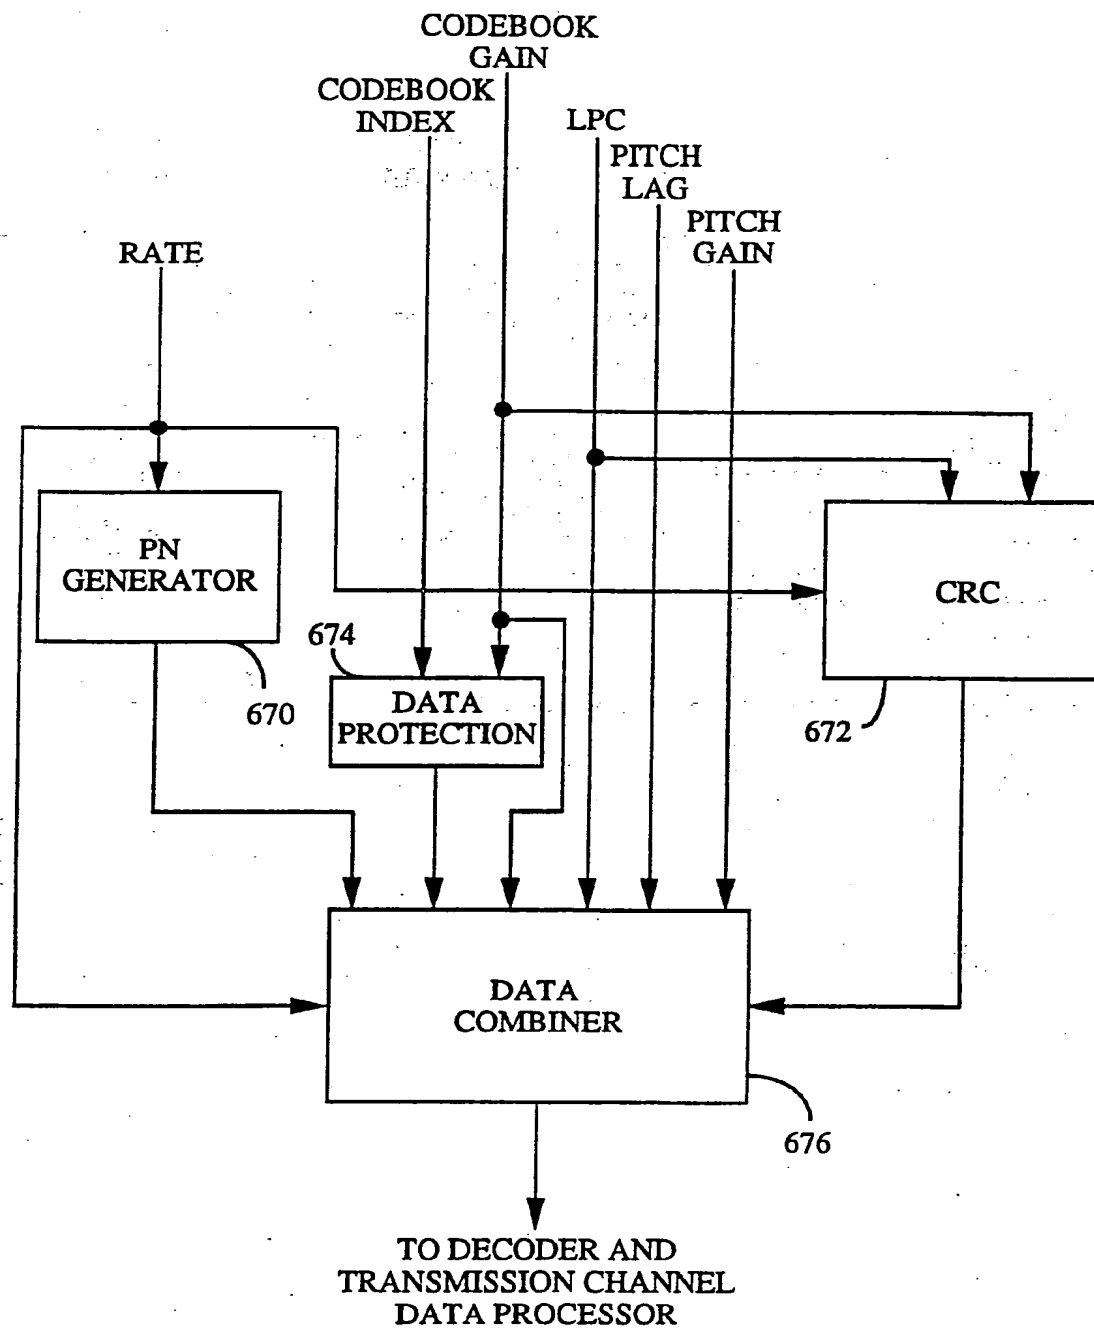 CODEBOOK
GAIN
CODEBOOK
INDEX
LPC
PITCH
LAG
PITCH
GAIN
RATE
PN
GENERATOR
CRC
674
670
DATA
PROTECTION
672
DATA
COMBINER
676
TO DECODER AND
TRANSMISSION CHANNEL
DATA PROCESSOR